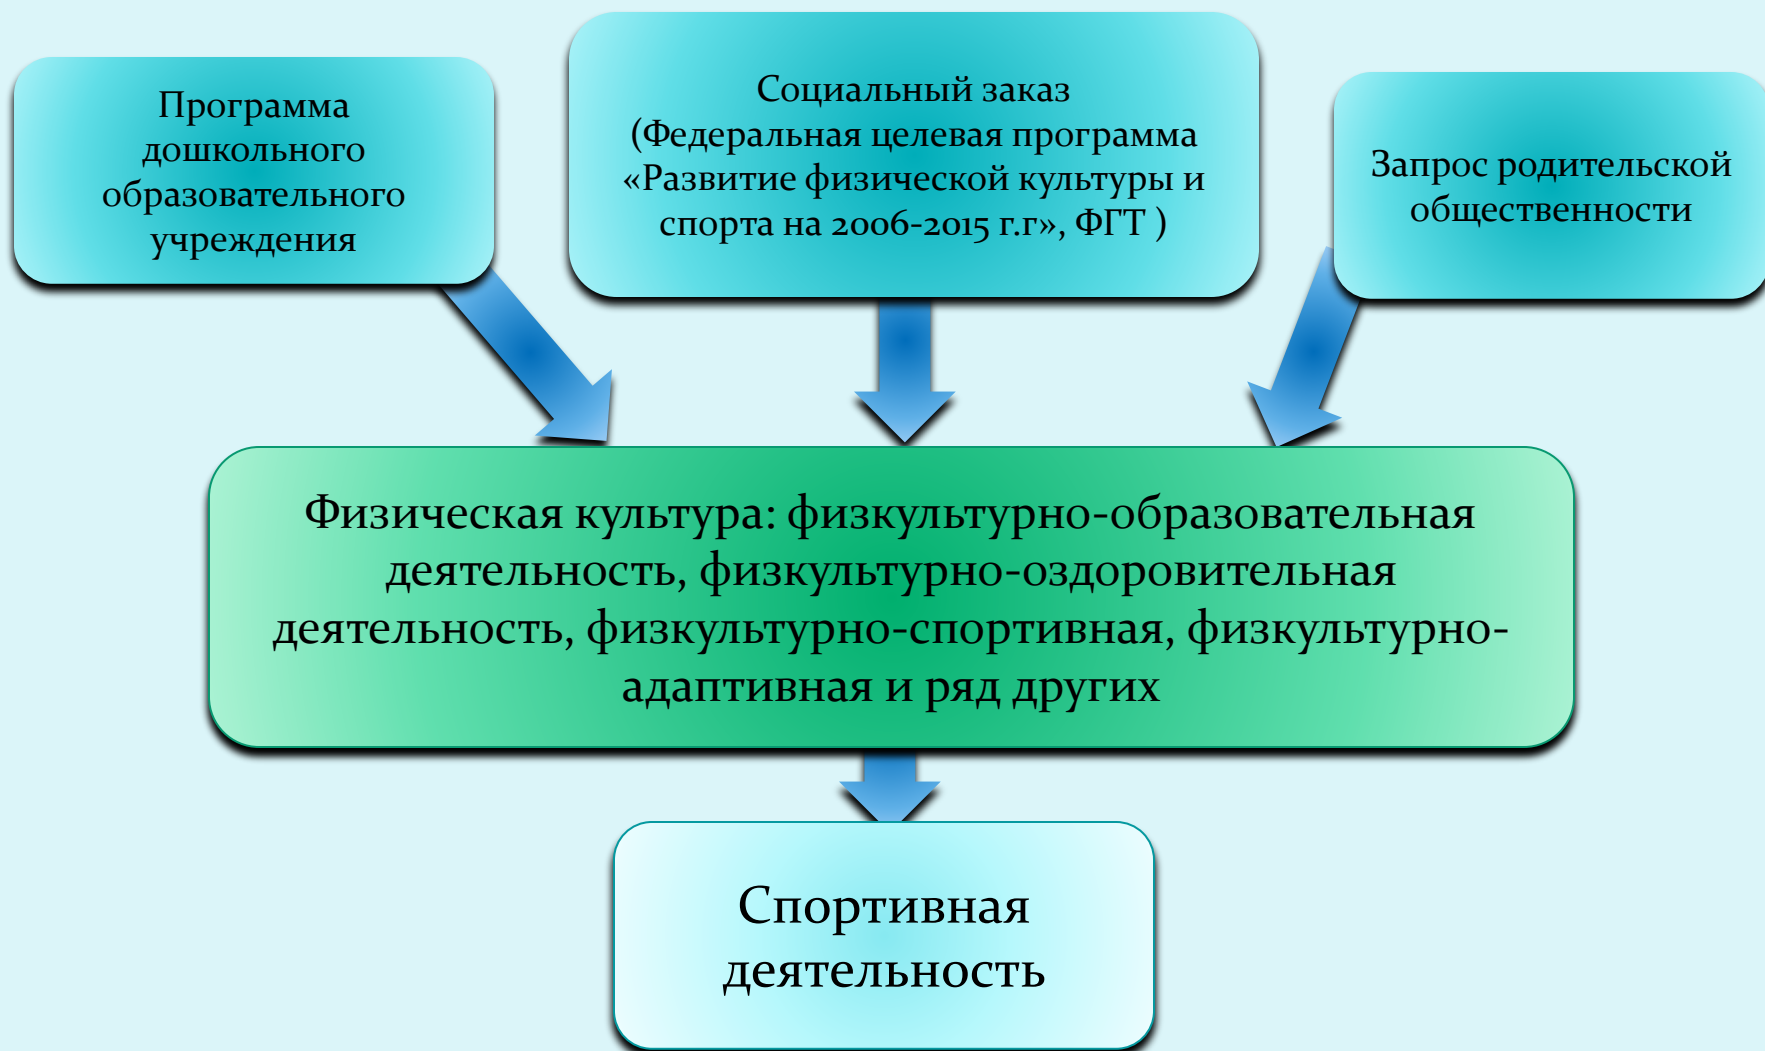 Программа
дошкольного
образовательного
учреждения
Социальный заказ
(Федеральная целевая программа
«Развитие физической культуры и
спорта на 2006-2015 г.г», ФГТ )
Запрос родительской
общественности
Физическая культура: физкультурно-образовательная
деятельность, физкультурно-оздоровительная
деятельность, физкультурно-спортивная, физкультурно-
адаптивная и ряд других
Спортивная
деятельность